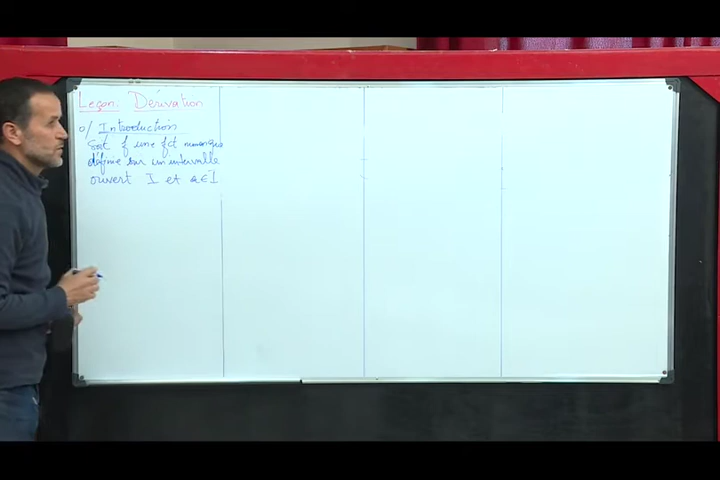 Leçon: Dérivation
0/ Introduction
Soit f une fct numérique
définie sur un intervalle
ouvert I et a ∈ I